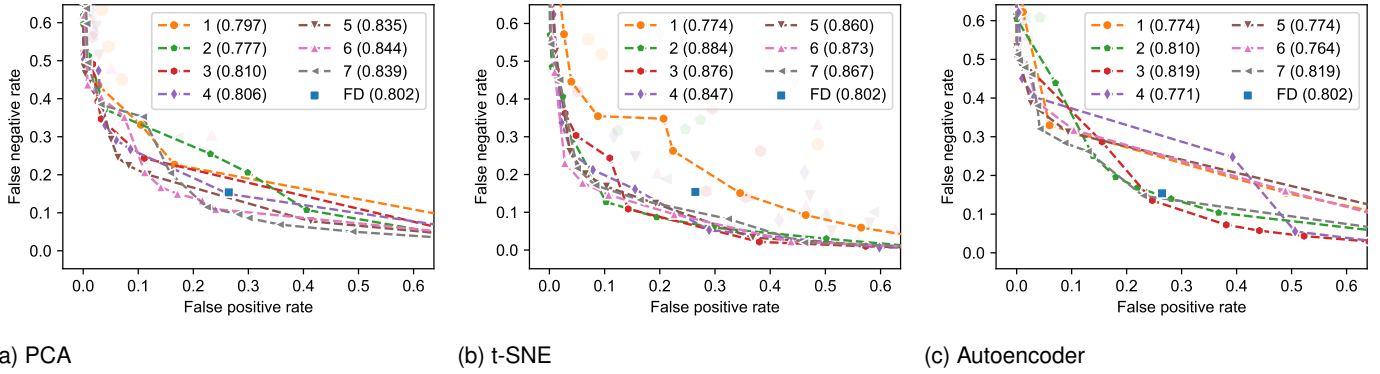 0.6
0.5
0.4
0.3
0.2
0.1
0.0
False negative rate
1 (0.797)
2 (0.777)
3 (0.810)
4 (0.806)
5 (0.835)
6 (0.844)
7 (0.839)
FD (0.802)
0.0 0.1 0.2 0.3 0.4 0.5 0.6
False positive rate
a) PCA
0.6
0.5
0.4
0.3
0.2
0.1
0.0
False negative rate
1 (0.774)
2 (0.884)
3 (0.876)
4 (0.847)
5 (0.860)
6 (0.873)
7 (0.867)
FD (0.802)
0.0 0.1 0.2 0.3 0.4 0.5 0.6
False positive rate
(b) t-SNE
0.6
0.5
0.4
0.3
0.2
0.1
0.0
False negative rate
1 (0.774)
2 (0.810)
3 (0.819)
4 (0.771)
5 (0.774)
6 (0.764)
7 (0.819)
FD (0.802)
0.0 0.1 0.2 0.3 0.4 0.5 0.6
False positive rate
(c) Autoencoder